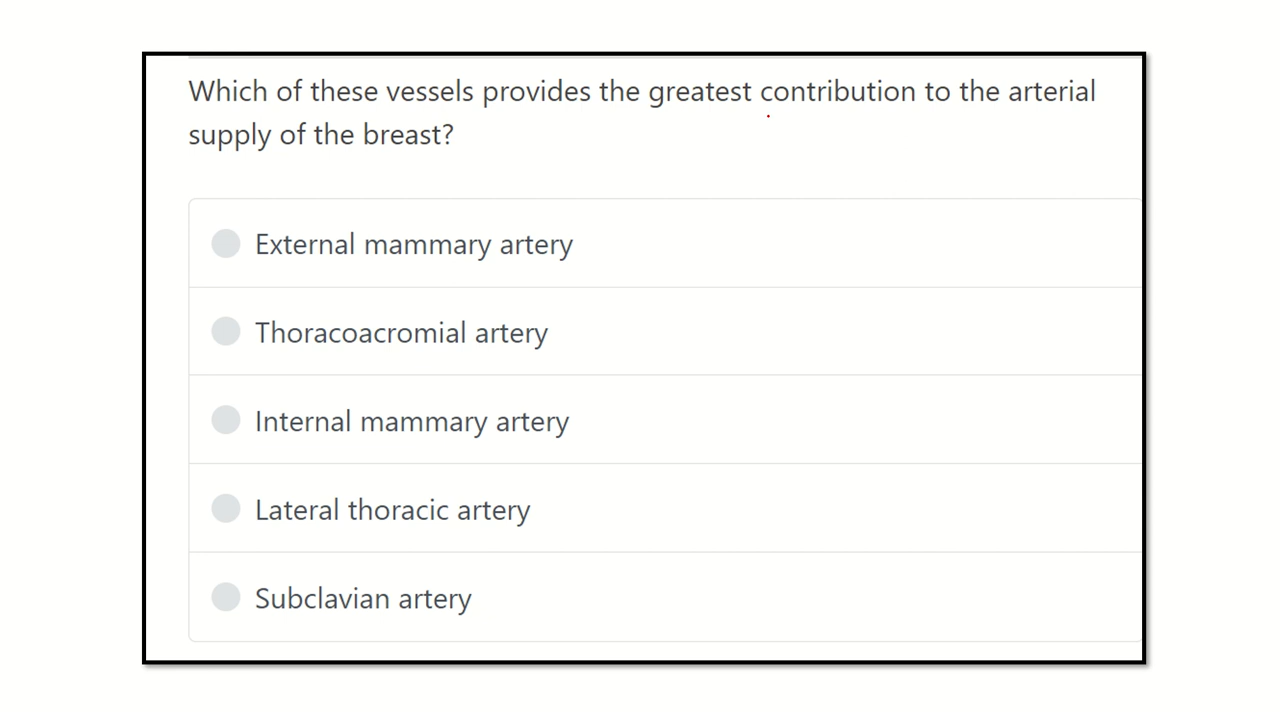 Which of these vessels provides the greatest contribution to the arterial
supply of the breast?
External mammary artery
Thoracoacromial artery
Internal mammary artery
Lateral thoracic artery
Subclavian artery